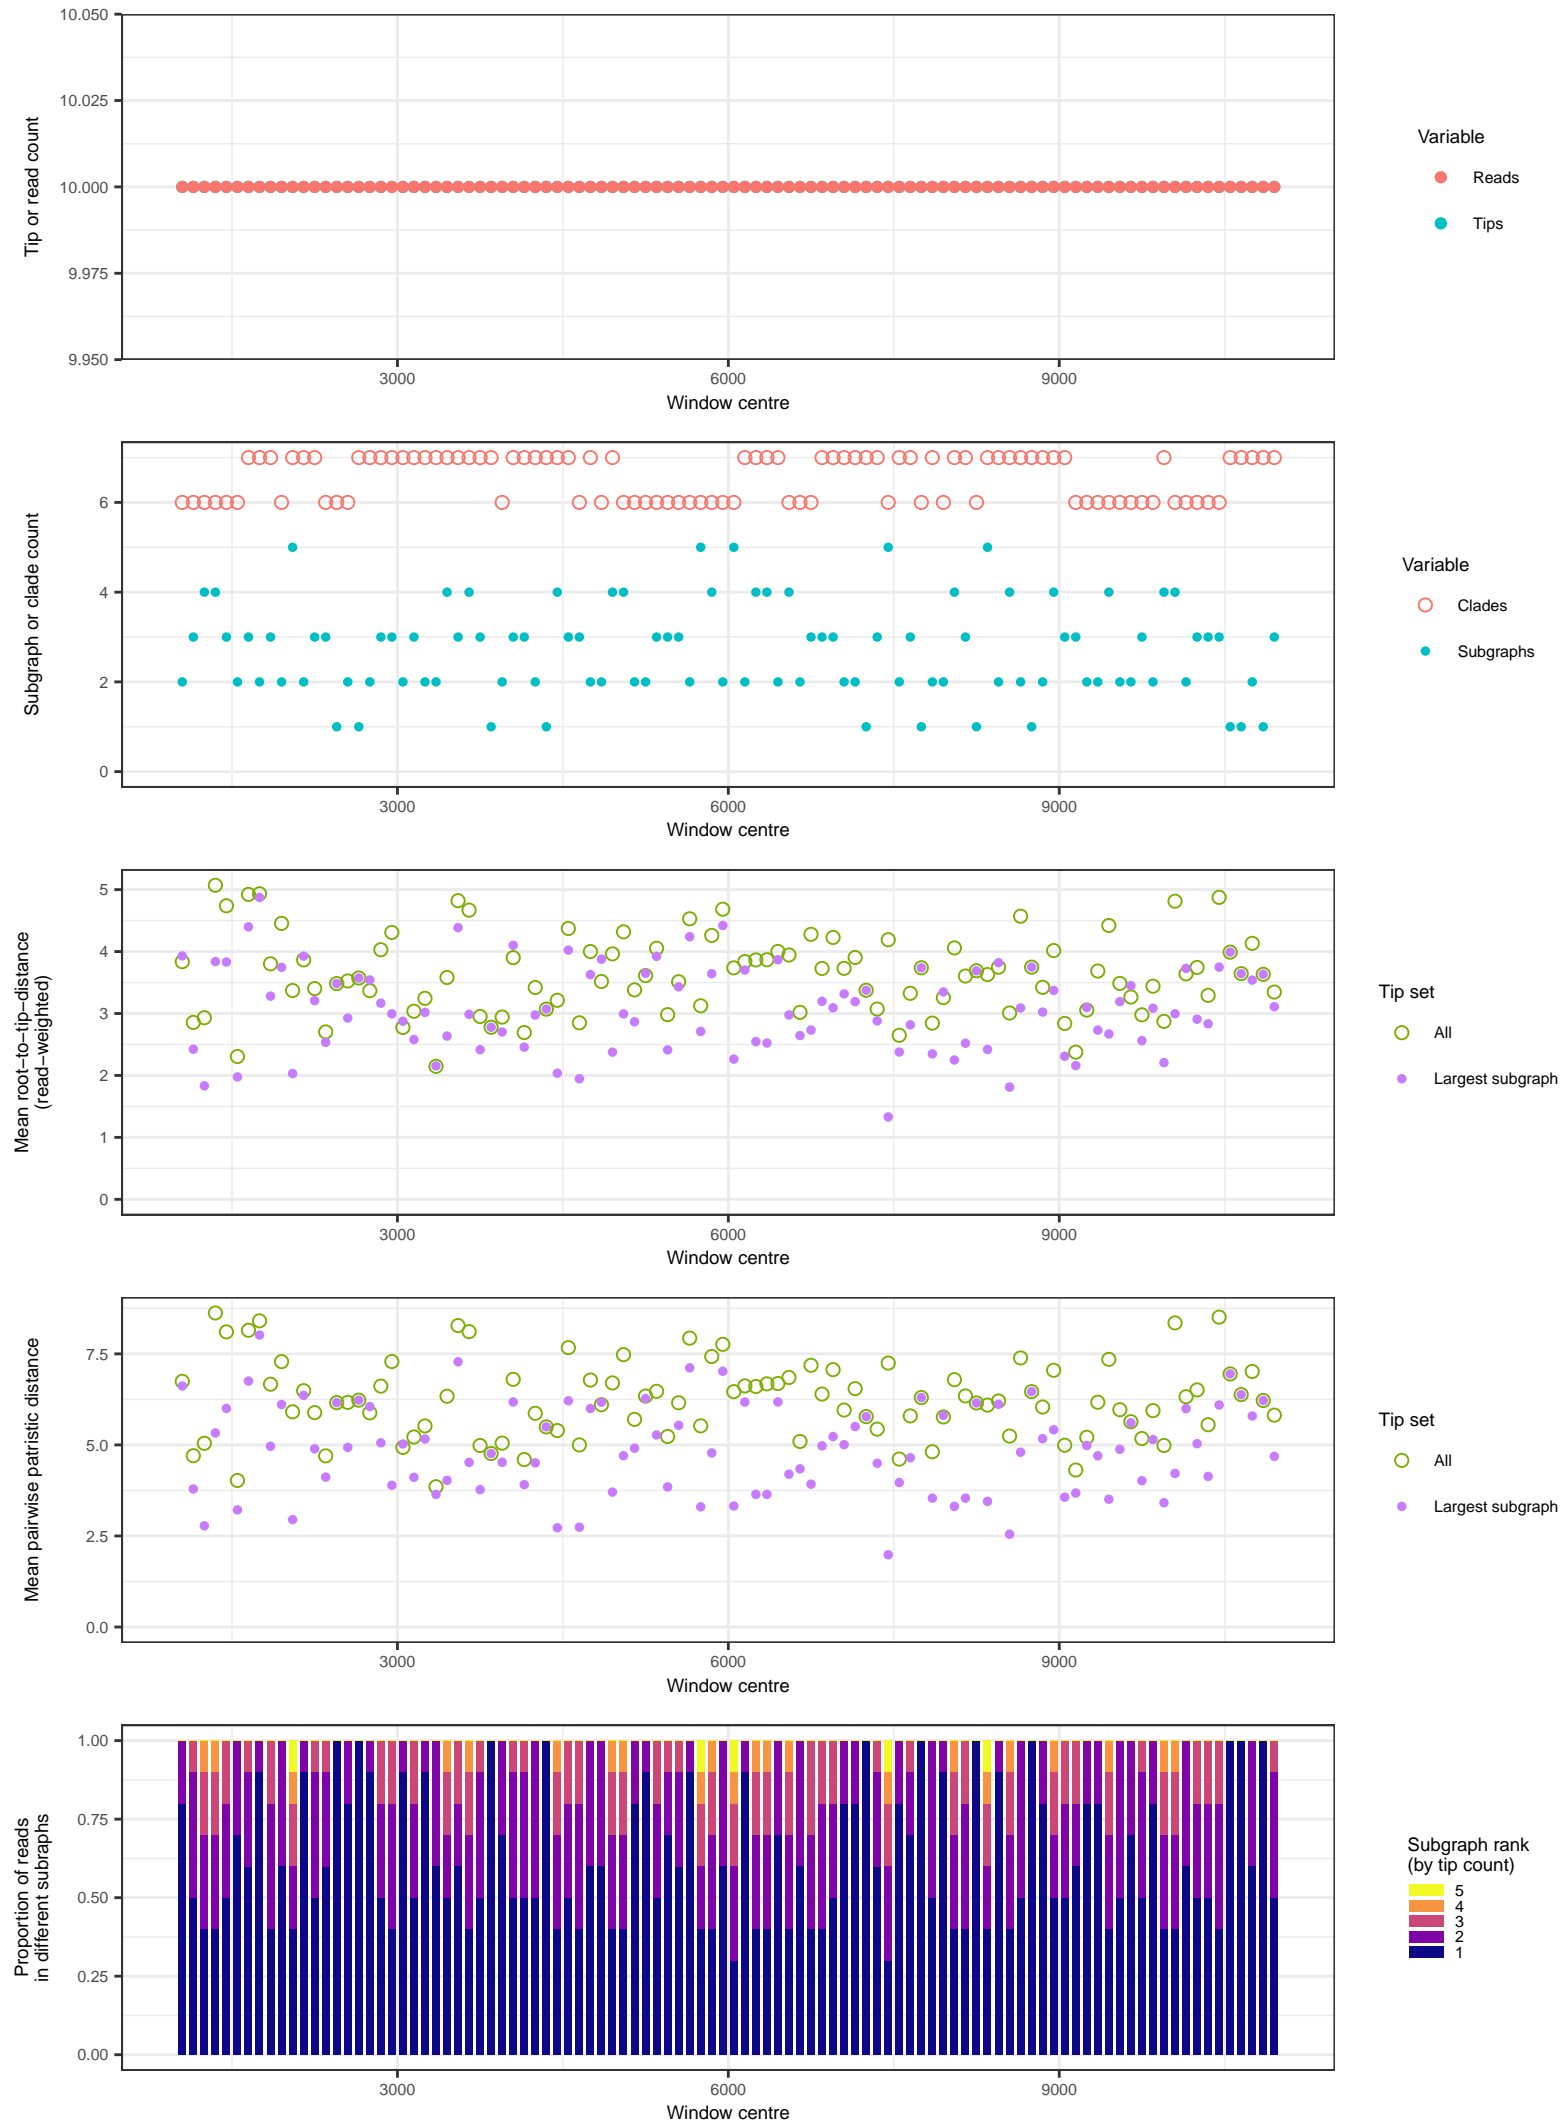 10.050
10.025
10.000
9.975
9.950
Tip or read count
3000 6000 9000
Window centre
Variable
Reads
Tips
6
4
2
0
Subgraph or clade count
3000 6000 9000
Window centre
Variable
Clades
Subgraphs
5
4
3
2
1
0
Mean root−to−tip−distance
(read−weighted)
3000 6000 9000
Window centre
Tip set
All
Largest subgraph
7.5
5.0
2.5
0.0
Mean pairwise patristic distance
3000 6000 9000
Window centre
Tip set
All
Largest subgraph
1.00
0.75
0.50
0.25
0.00
Proportion of reads
in different subraphs
3000 6000 9000
Window centre
Subgraph rank
(by tip count)
5
4
3
2
1